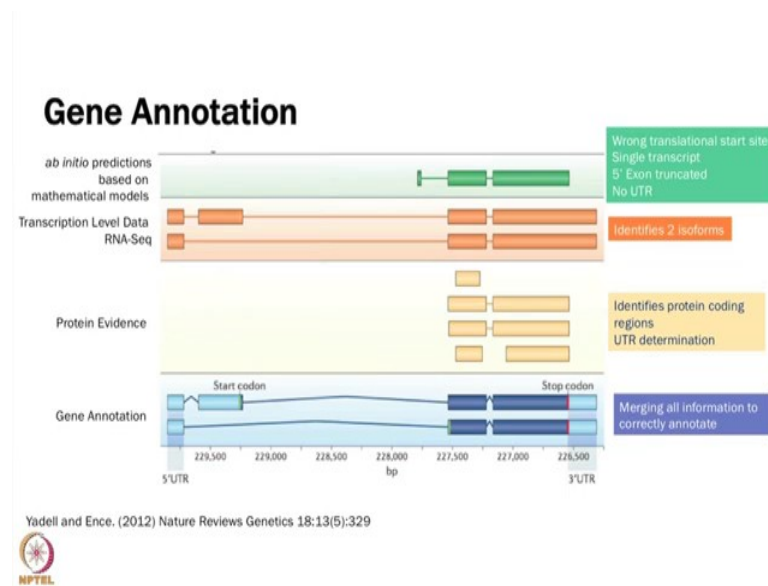 Gene Annotation
ab initio predictions
based on
mathematical models
Wrong translational start site
Single transcript
5' Exon truncated
No UTR
Transcription Level Data
RNA-Seq
Identifies 2 isoforms
Protein Evidence
Identifies protein coding
regions
UTR determination
Start codon
Stop codon
Gene Annotation
Merging all information to
correctly annotate
229,500 229,000 228,500 228,000 227,500 227,000 226,500
bp
5'UTR
3'UTR
Yadell and Ence. (2012) Nature Reviews Genetics 18:13(5):329
NPTEL